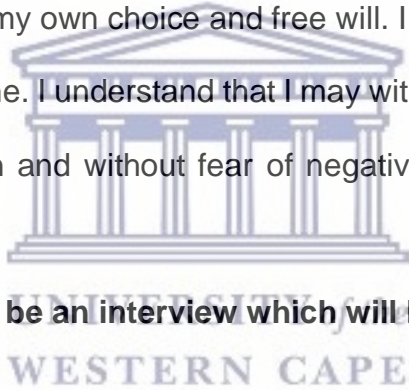 my own choice and free will. I
ne. I understand that I may wit
n and without fear of negativ
be an interview which will
UNIVERSITY of the
WESTERN CAPE